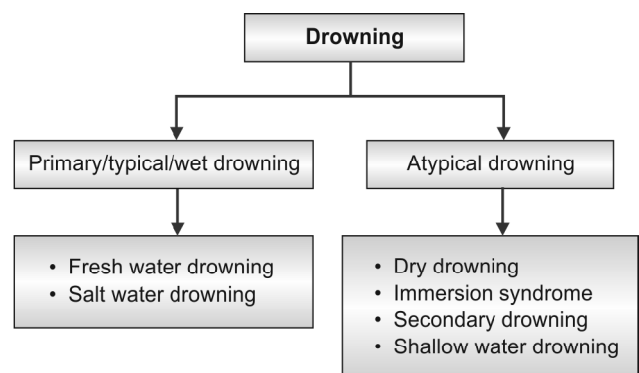 Drowning
Primary/typical/wet drowning
Atypical drowning
• Fresh water drowning
• Salt water drowning
• Dry drowning
• Immersion syndrome
• Secondary drowning
• Shallow water drowning